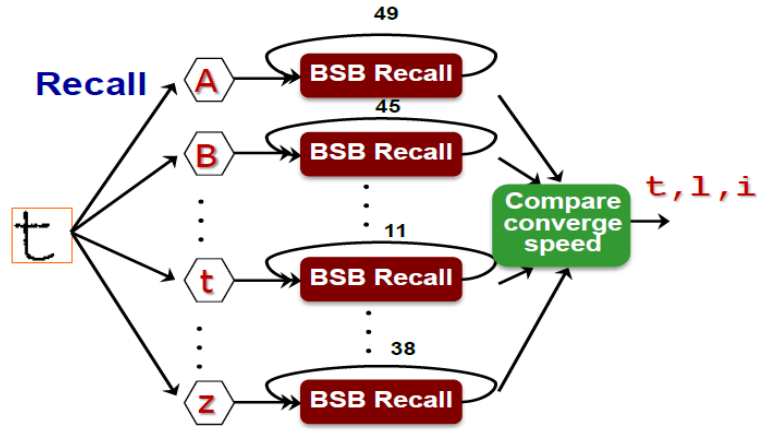 49
Recall
A
BSB Recall
45
B
BSB Recall
t
t,l,i
Compare
converge
speed
11
t
BSB Recall
38
z
BSB Recall